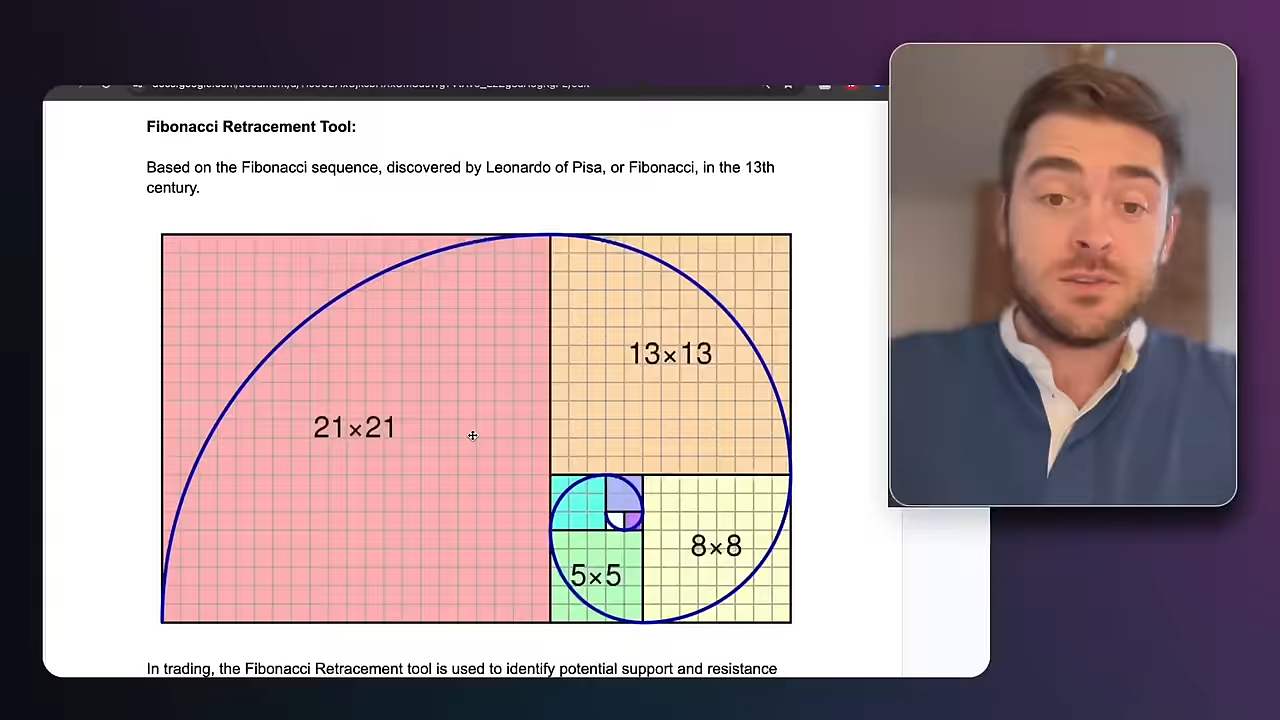 Fibonacci Retracement Tool:
Based on the Fibonacci sequence, discovered by Leonardo of Pisa, or Fibonacci, in the 13th
century.
13×13
21×21
8×8
5×5
In trading, the Fibonacci Retracement tool is used to identify potential support and resistance